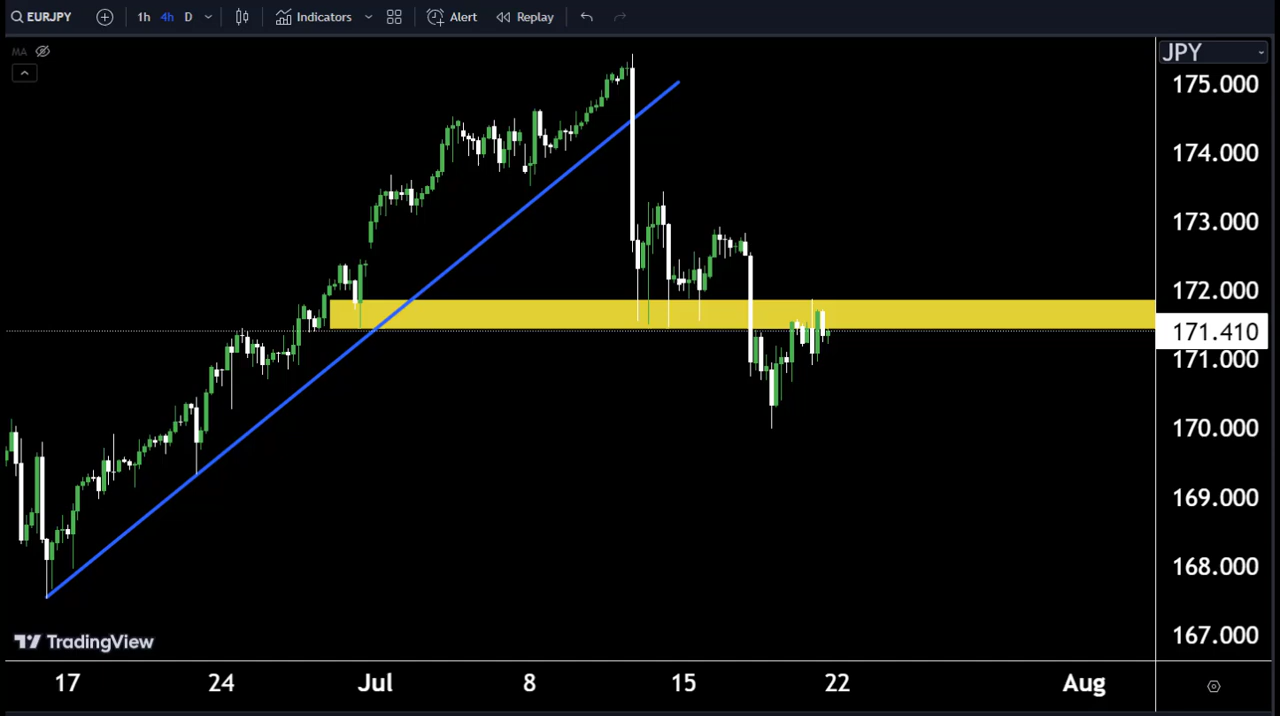 EURJPY 1h 4h D Indicators Alert Replay
MA
JPY
175.000
174.000
173.000
172.000
171.410
171.000
170.000
169.000
168.000
167.000
TradingView
17 24 Jul 8 15 22 Aug